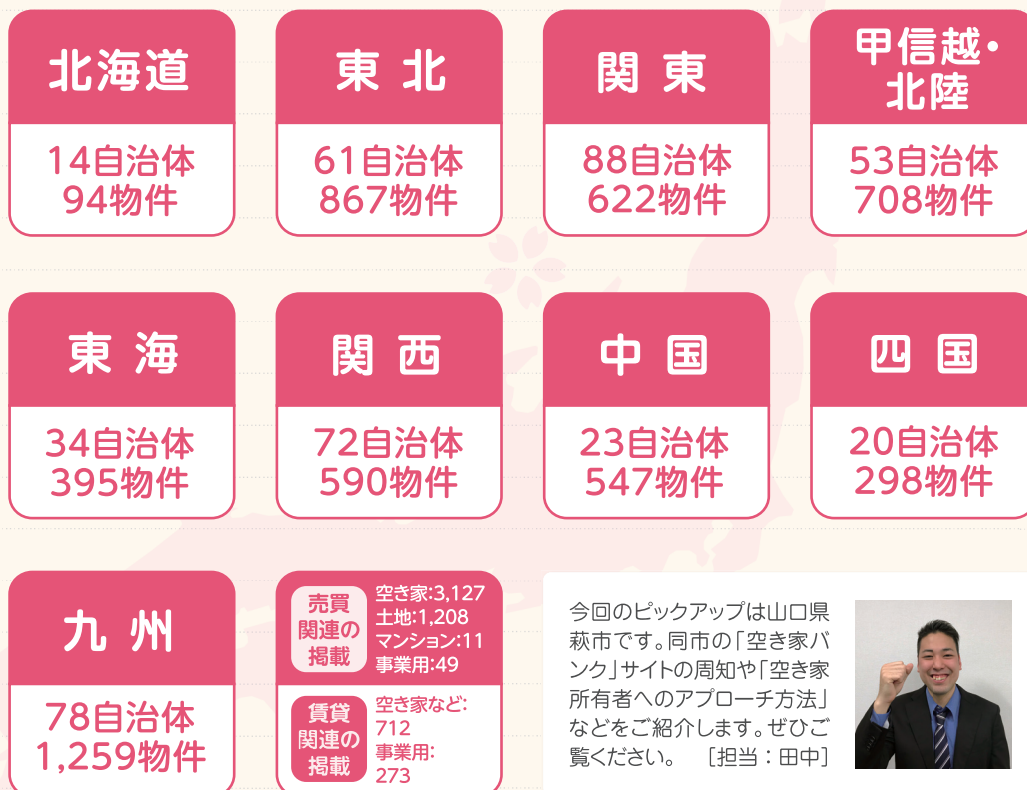 北海道
14自治体
94物件
東北
61自治体
867物件
関東
88自治体
622物件
甲信越・
北陸
53自治体
708物件
東海
34自治体
395物件
関西
72自治体
590物件
中国
23自治体
547物件
四国
20自治体
298物件
九州
78自治体
1,259物件
売買
関連の
掲載
空き家:3,127
土地:1,208
マンション:11
事業用:49
賃貸
関連の
掲載
空き家など:
712
事業用:
273
今回のピックアップは山口県
萩市です。同市の「空き家バ
ンク」サイトの周知や「空き家
所有者へのアプローチ方法」
などをご紹介します。ぜひご
覧ください。 [担当:田中]